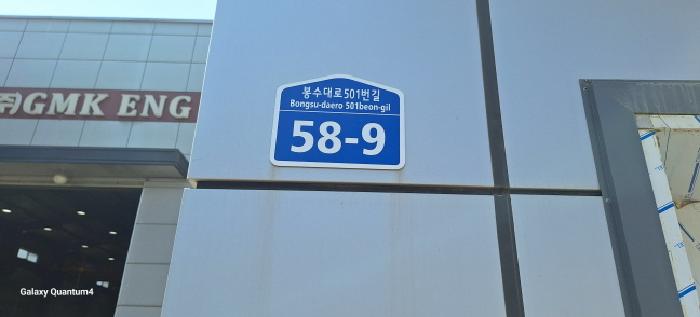 ㈜GMK ENG
봉수대로501번길
Bongsu-daero 501beon-gil
58-9
Galaxy Quantum4